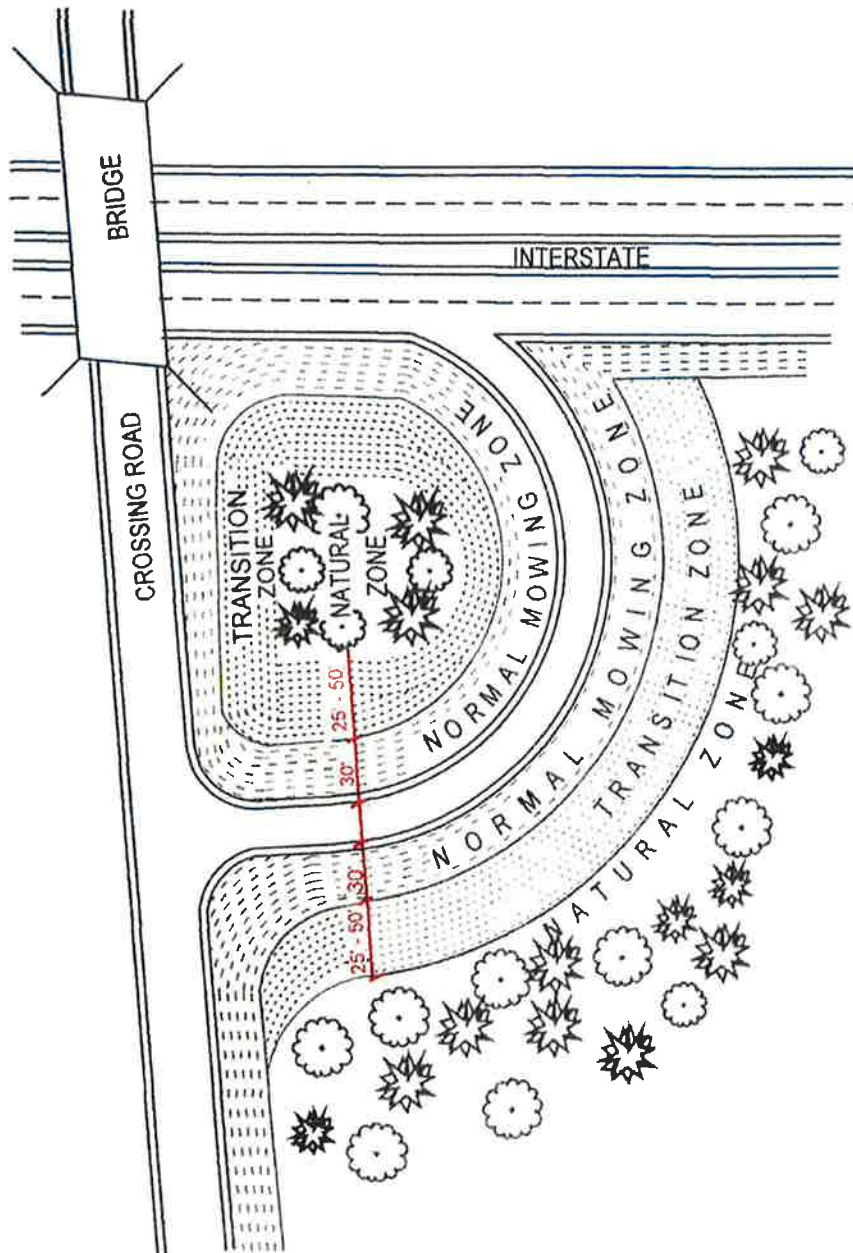 BRIDGE
INTERSTATE
CROSSING ROAD
TRANSITION
ZONE
NATURAL
ZONE
NORMAL MOWING ZONE
25' - 50'
30'
NORMAL MOWING ZONE
TRANSITION ZONE
NATURAL ZONE
30'
25' - 50'